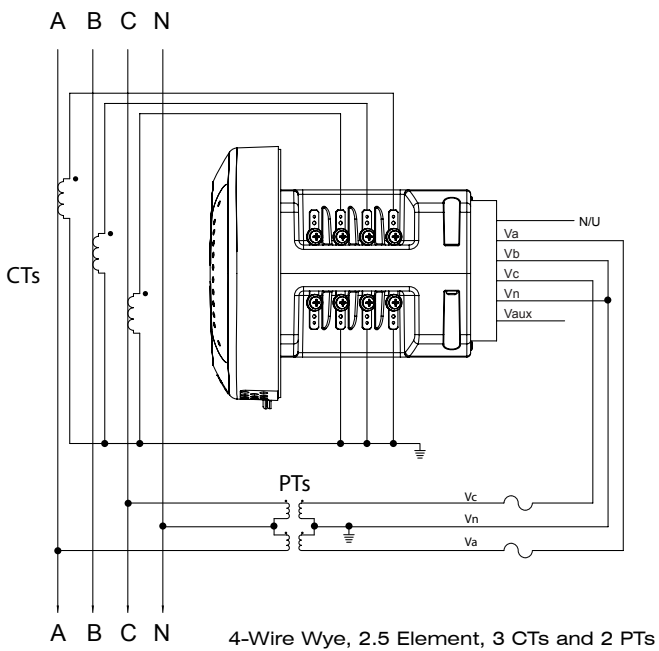 A B C N
N/U
Va
Vb
Vc
Vn
Vaux
CTs
PTs
Vc
Vn
Va
A B C N
4-Wire Wye, 2.5 Element, 3 CTs and 2 PTs